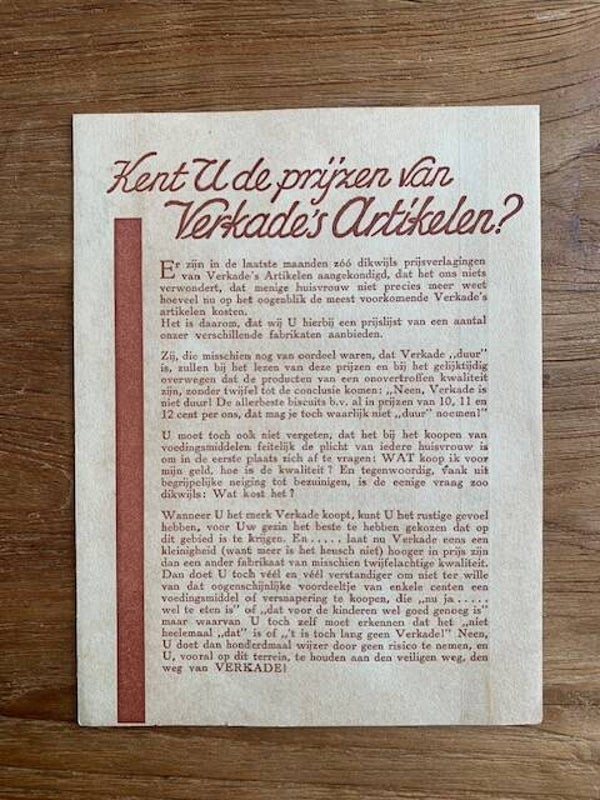 Kent U de prijzen van
Verkade's Artikelen?
Er zijn in de laatste maanden zóó dikwijls prijsverlagingen
van Verkade's Artikelen aangekondigd, dat het ons niets
verwondert, dat menige huisvrouw niet precies meer weet
hoeveel nu op het oogenblik de meest voorkomende Verkade's
artikelen kosten.
Het is daarom, dat wij U hierbij een prijslijst van een aantal
onzer verschillende fabrikaten aanbieden.
Zij, die misschien nog van oordeel waren, dat Verkade „duur"
is, zullen bij het lezen van deze prijzen en bij het gelijktijdig
overwegen dat de producten van een onovertroffen kwaliteit
zijn, zonder twijfel tot de conclusie komen: „Neen, Verkade is
niet duur! De allerbeste biscuits b.v. al in prijzen van 10, 11 en
12 cent per ons, dat mag je toch waarlijk niet „duur" noemen!"
U moet toch ook niet vergeten, dat het bij het koopen van
voedingsmiddelen feitelijk de plicht van iedere huisvrouw is
om in de eerste plaats zich af te vragen: WAT koop ik voor
mijn geld, hoe is de kwaliteit? En tegenwoordig, vaak uit
begrijpelijke neiging tot bezuinigen, is de eenige vraag zoo
dikwijls: Wat kost het?
Wanneer U het merk Verkade koopt, kunt U het rustige gevoel
hebben, voor Uw gezin het beste te hebben gekozen dat op
dit gebied is te krijgen. En ..... laat nu Verkade eens een
kleinigheid (want meer is het heusch niet) hooger in prijs zijn
dan een ander fabrikaat van misschien twijfelachtige kwaliteit.
Dan doet U toch véél en véél verstandiger om niet ter wille
van dat oogenschijnlijke voordeeltje van enkele centen een
voedingsmiddel of versnapering te koopen, die „nu ja .....
wel te eten is" of „dat voor de kinderen wel goed genoeg is"
maar waarvan U toch zelf moet erkennen dat het „niet
heelemaal „dat" is of „'t is toch lang geen Verkade!" Neen,
U doet dan honderdmaal wijzer door geen risico te nemen, en
U, vooral op dit terrein, te houden aan den veiligen weg, den
weg van VERKADE!